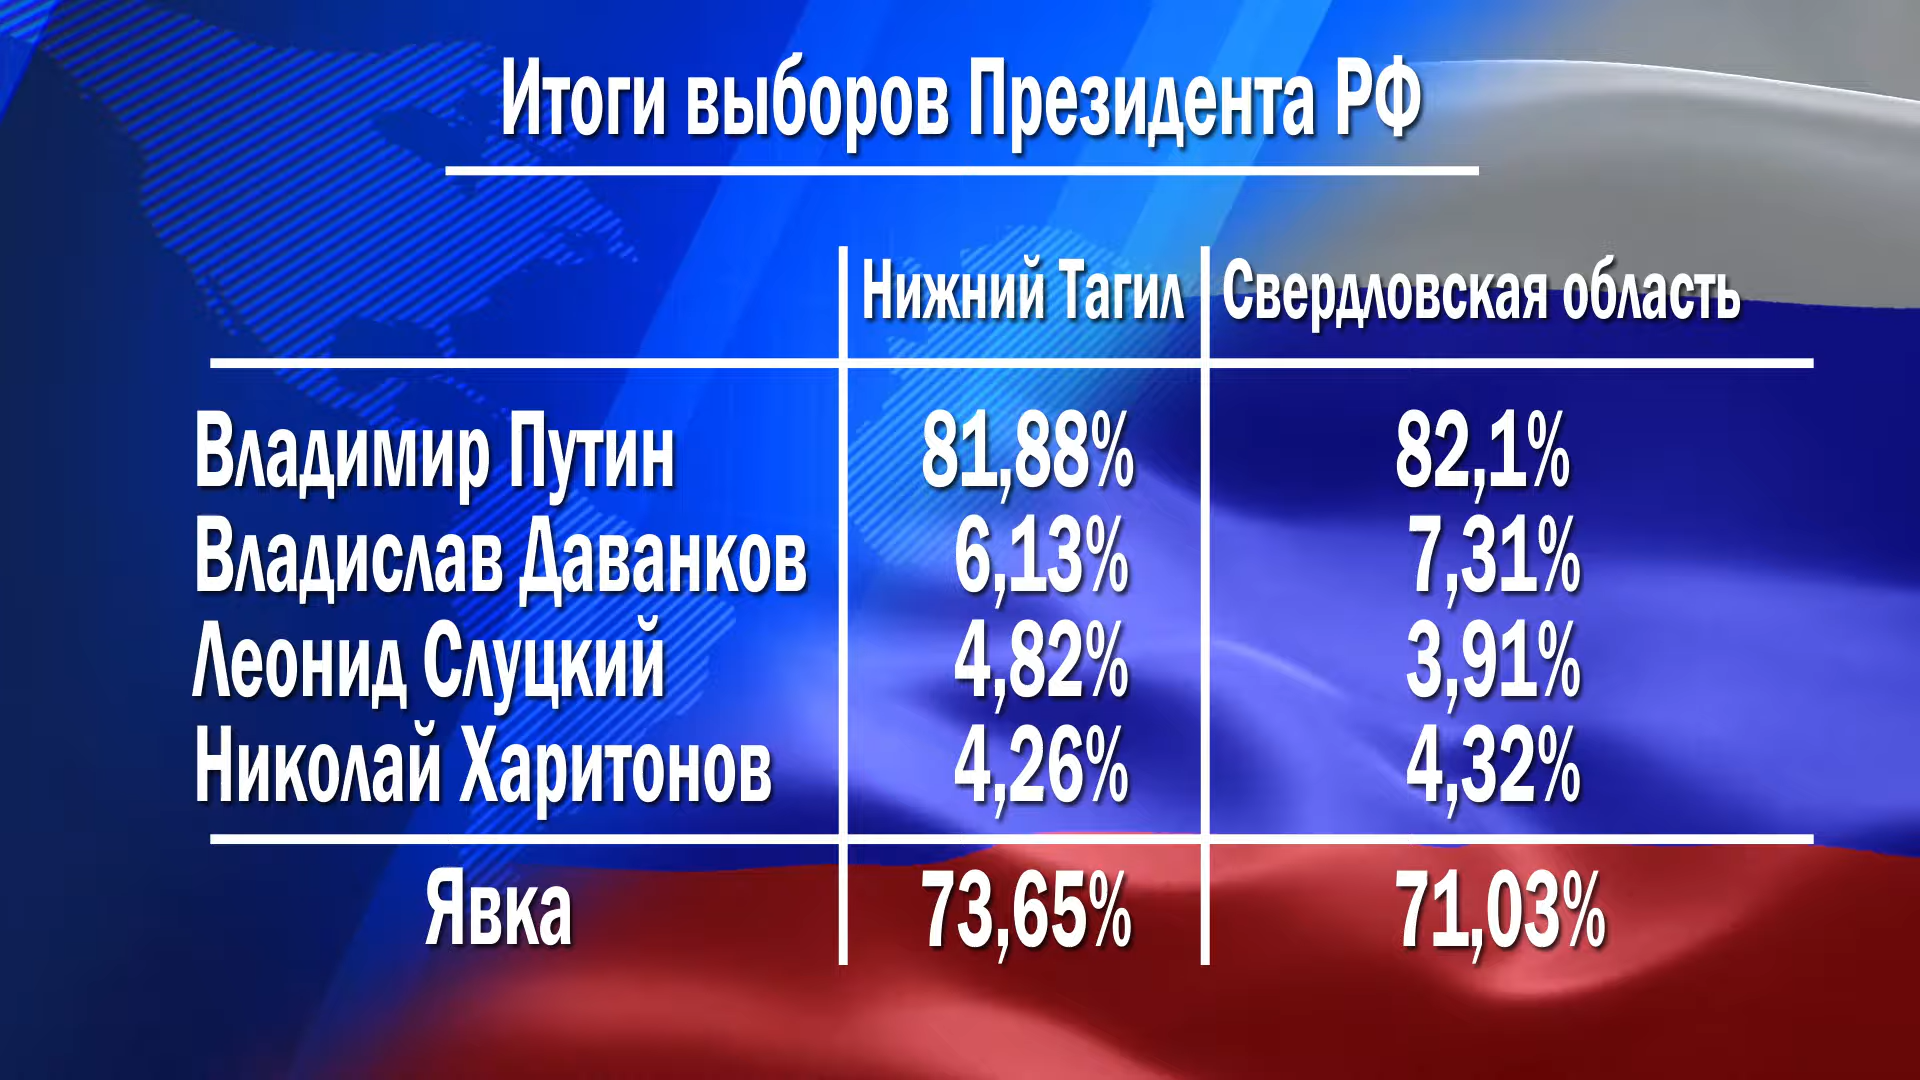 Итоги выборов Президента РФ
Нижний Тагил Свердловская область
Владимир Путин 81,88% 82,1%
Владислав Даванков 6,13% 7,31%
Леонид Слуцкий 4,82% 3,91%
Николай Харитонов 4,26% 4,32%
Явка 73,65% 71,03%